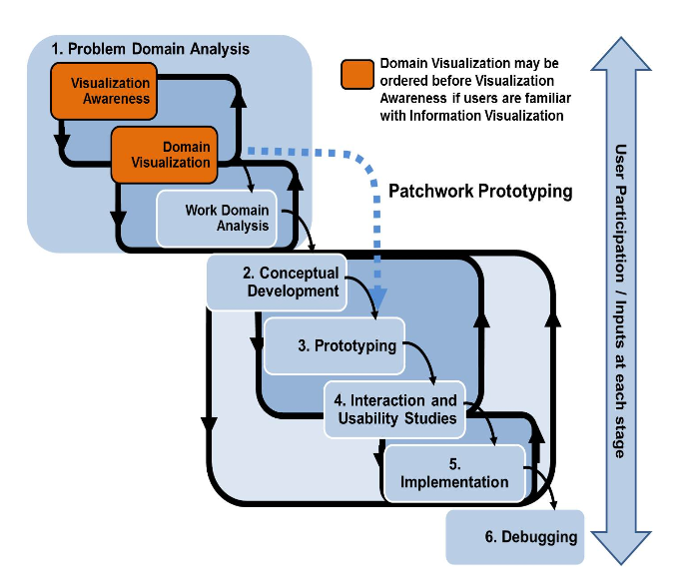 1. Problem Domain Analysis
Visualization
Awareness
Domain Visualization may be
ordered before Visualization
Awareness if users are familiar
with Information Visualization
Domain
Visualization
Patchwork Prototyping
Work Domain
Analysis
2. Conceptual
Development
3. Prototyping
4. Interaction and
Usability Studies
5.
Implementation
6. Debugging
User Participation / Inputs at each stage